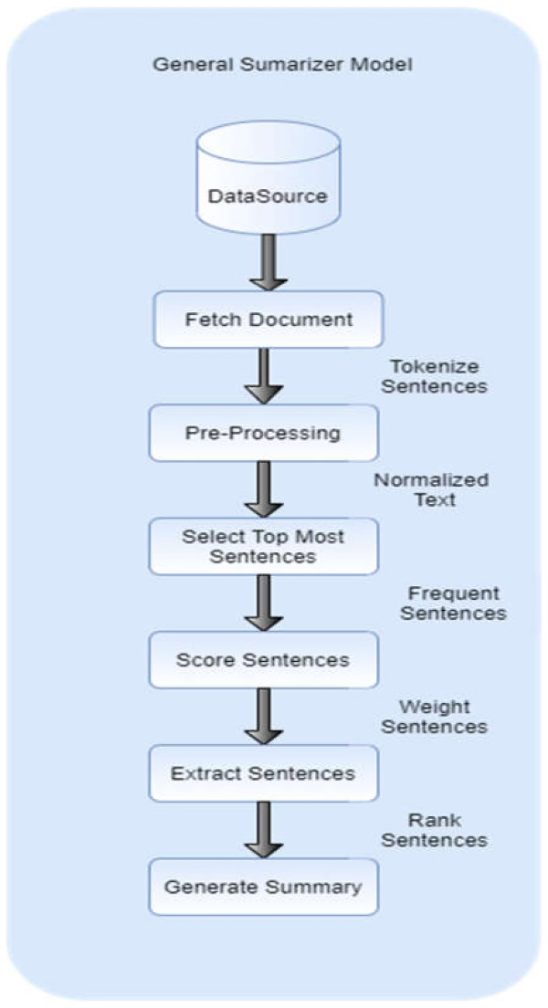 General Sumarizer Model
DataSource
Fetch Document
Tokenize
Sentences
Pre-Processing
Normalized
Text
Select Top Most
Sentences
Frequent
Sentences
Score Sentences
Weight
Sentences
Extract Sentences
Rank
Sentences
Generate Summary